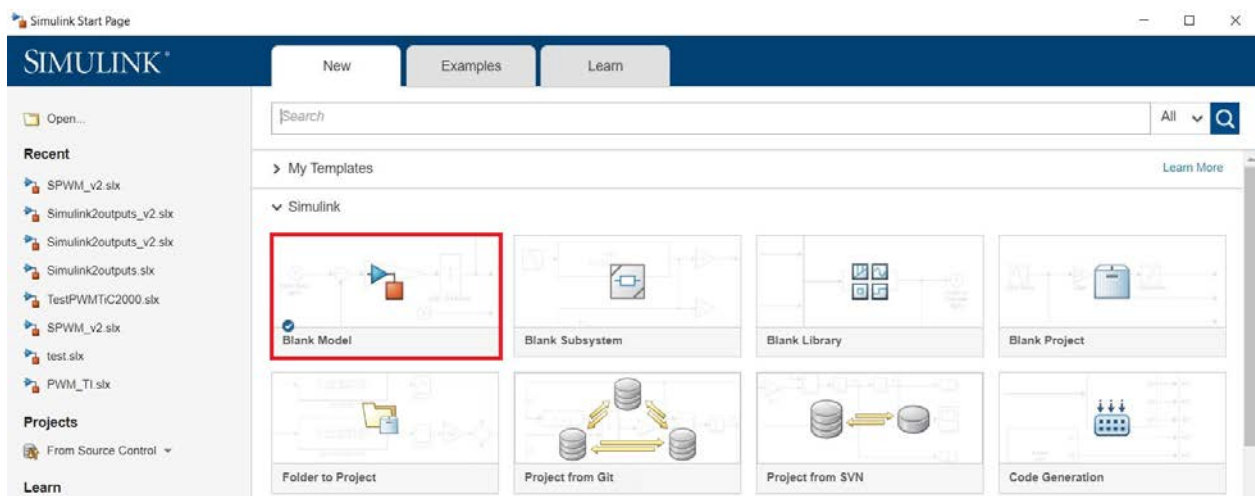 Simulink Start Page
SIMULINK®
New
Examples
Learn
Open...
Recent
SPWM_v2.slx
Simulink2outputs_v2.slx
Simulink2outputs_v2.slx
Simulink2outputs.slx
TestPWMTiC2000.slx
SPWM_v2.slx
test.slx
PWM_TI.slx
Projects
From Source Control
Learn
Search
All
My Templates
Learn More
Simulink
Blank Model
Blank Subsystem
Blank Library
Blank Project
Folder to Project
Project from Git
Project from SVN
Code Generation